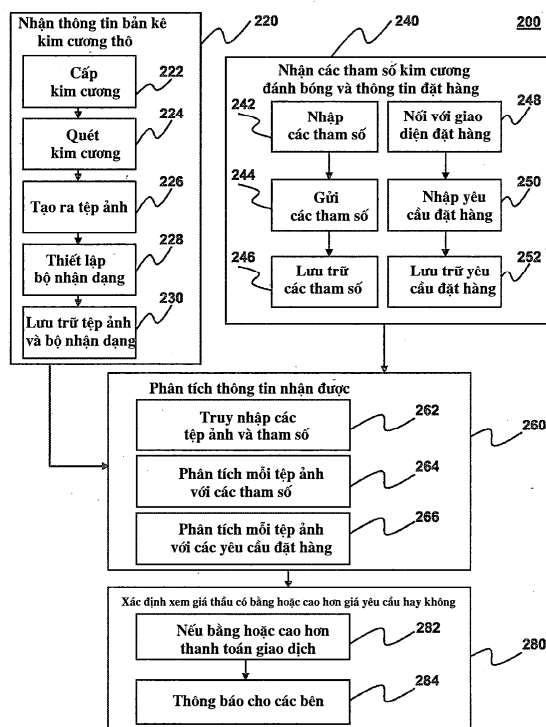 200
220
Nhận thông tin bản kê
kim cương thô
Cấp
kim cương
222
Quét
kim cương
224
Tạo ra tệp ảnh
226
Thiết lập
bộ nhận dạng
228
Lưu trữ tệp ảnh
và bộ nhận dạng
230
240
Nhận các tham số kim cương
đánh bóng và thông tin đặt hàng
242
Nhập
các tham số
Nối với giao
diện đặt hàng
248
244
Gửi
các tham số
Nhập yêu
cầu đặt hàng
250
246
Lưu trữ
các tham số
Lưu trữ yêu
cầu đặt hàng
252
Phân tích thông tin nhận được
260
Truy nhập các
tệp ảnh và tham số
262
Phân tích mỗi tệp ảnh
với các tham số
264
Phân tích mỗi tệp ảnh
với các yêu cầu đặt hàng
266
Xác định xem giá thầu có bằng hoặc cao hơn giá yêu cầu hay không
280
Nếu bằng hoặc cao hơn
thanh toán giao dịch
282
Thông báo cho các bên
284